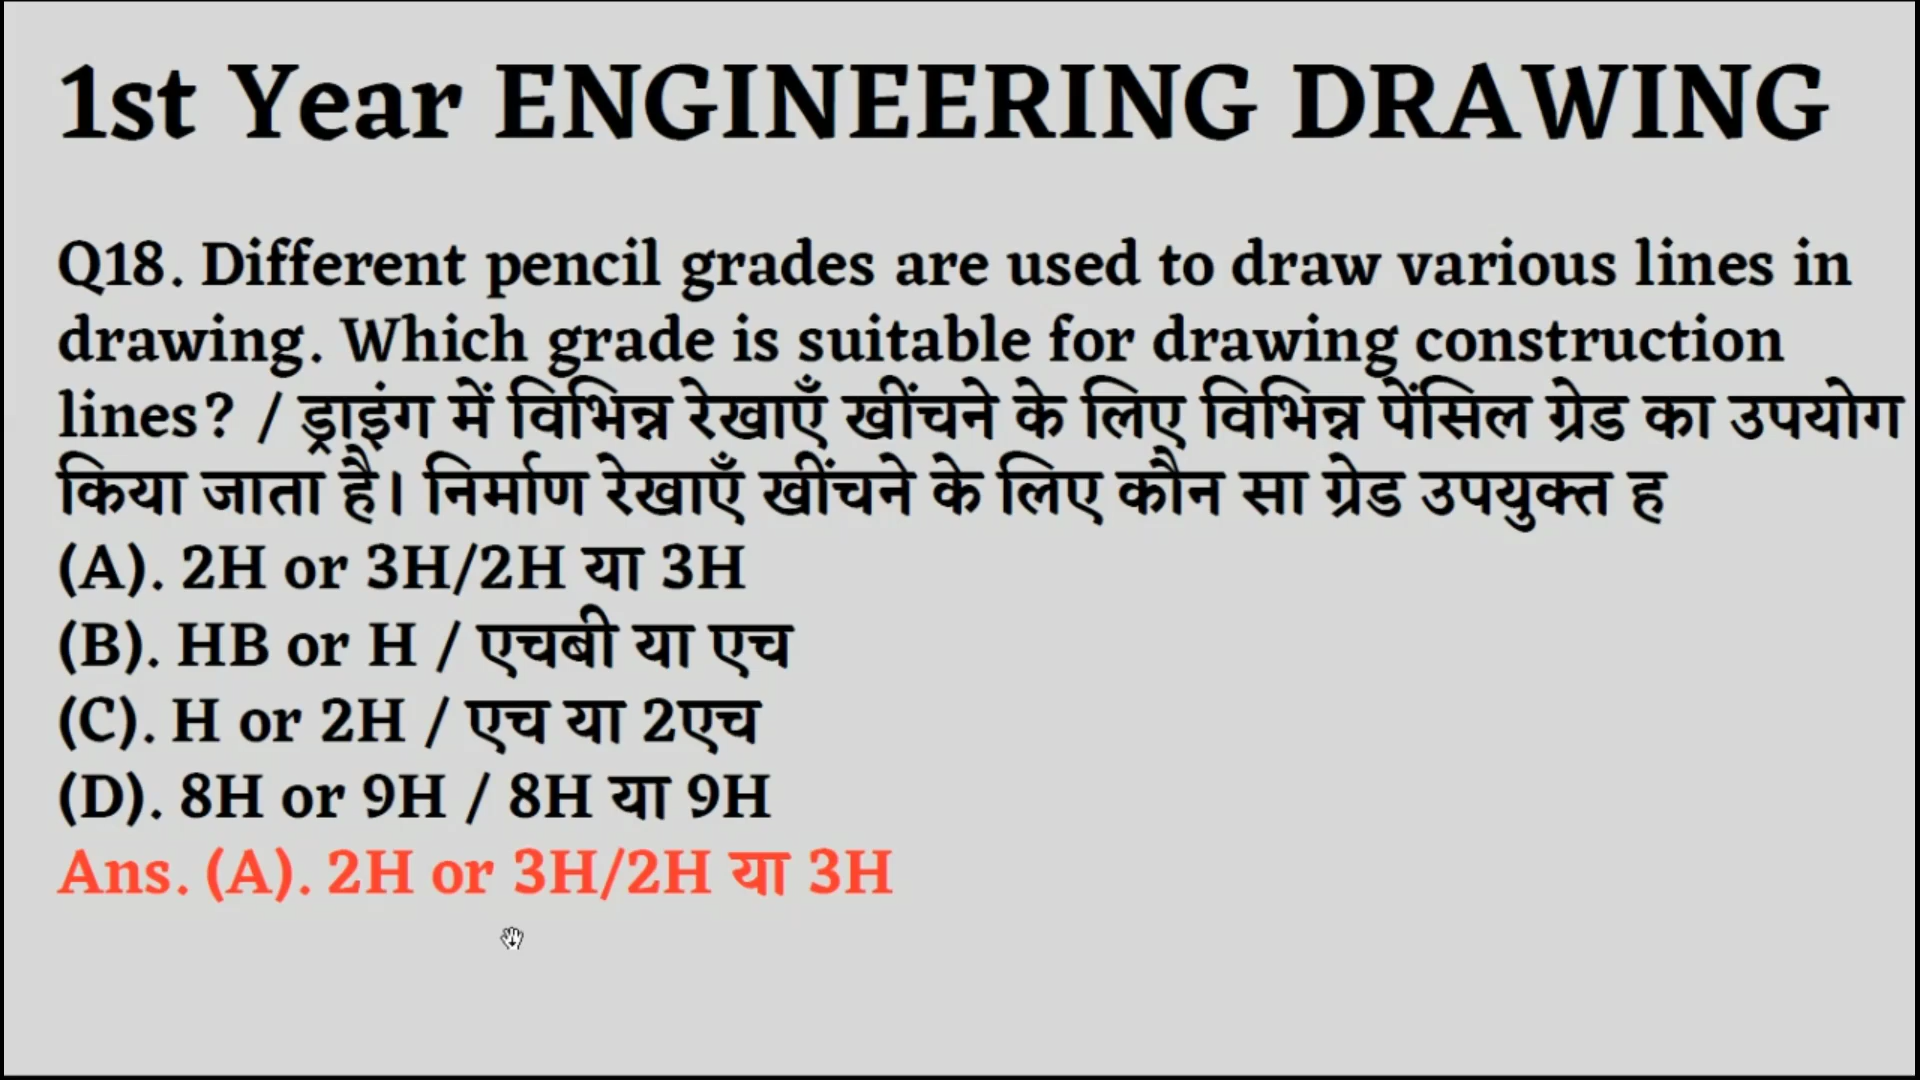 1st Year ENGINEERING DRAWING
Q18. Different pencil grades are used to draw various lines in
drawing. Which grade is suitable for drawing construction
lines? / ड्राइंग में विभिन्न रेखाएँ खींचने के लिए विभिन्न पेंसिल ग्रेड का उपयोग
किया जाता है। निर्माण रेखाएँ खींचने के लिए कौन सा ग्रेड उपयुक्त ह
(A). 2H or 3H/2H या 3H
(B). HB or H / एचबी या एच
(C). H or 2H / एच या 2एच
(D). 8H or 9H / 8H या 9H
Ans. (A). 2H or 3H/2H या 3H